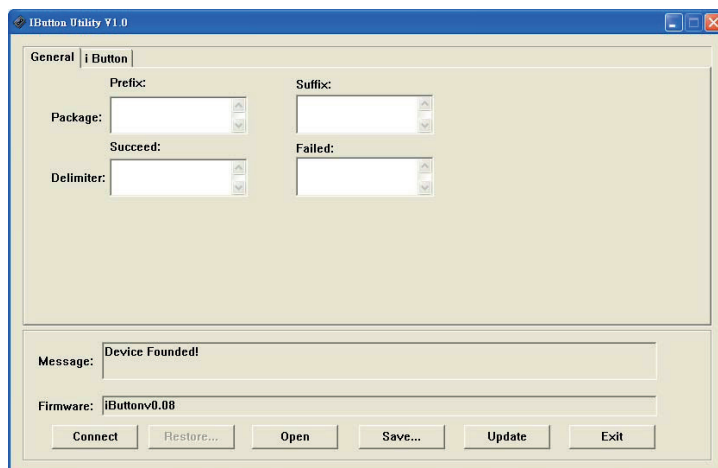 IButton Utility V1.0
General i Button
Prefix: Suffix:
Package:
Succeed: Failed:
Delimiter:
Message: Device Founded!
Firmware: iButtonv0.08
Connect Restore... Open Save... Update Exit